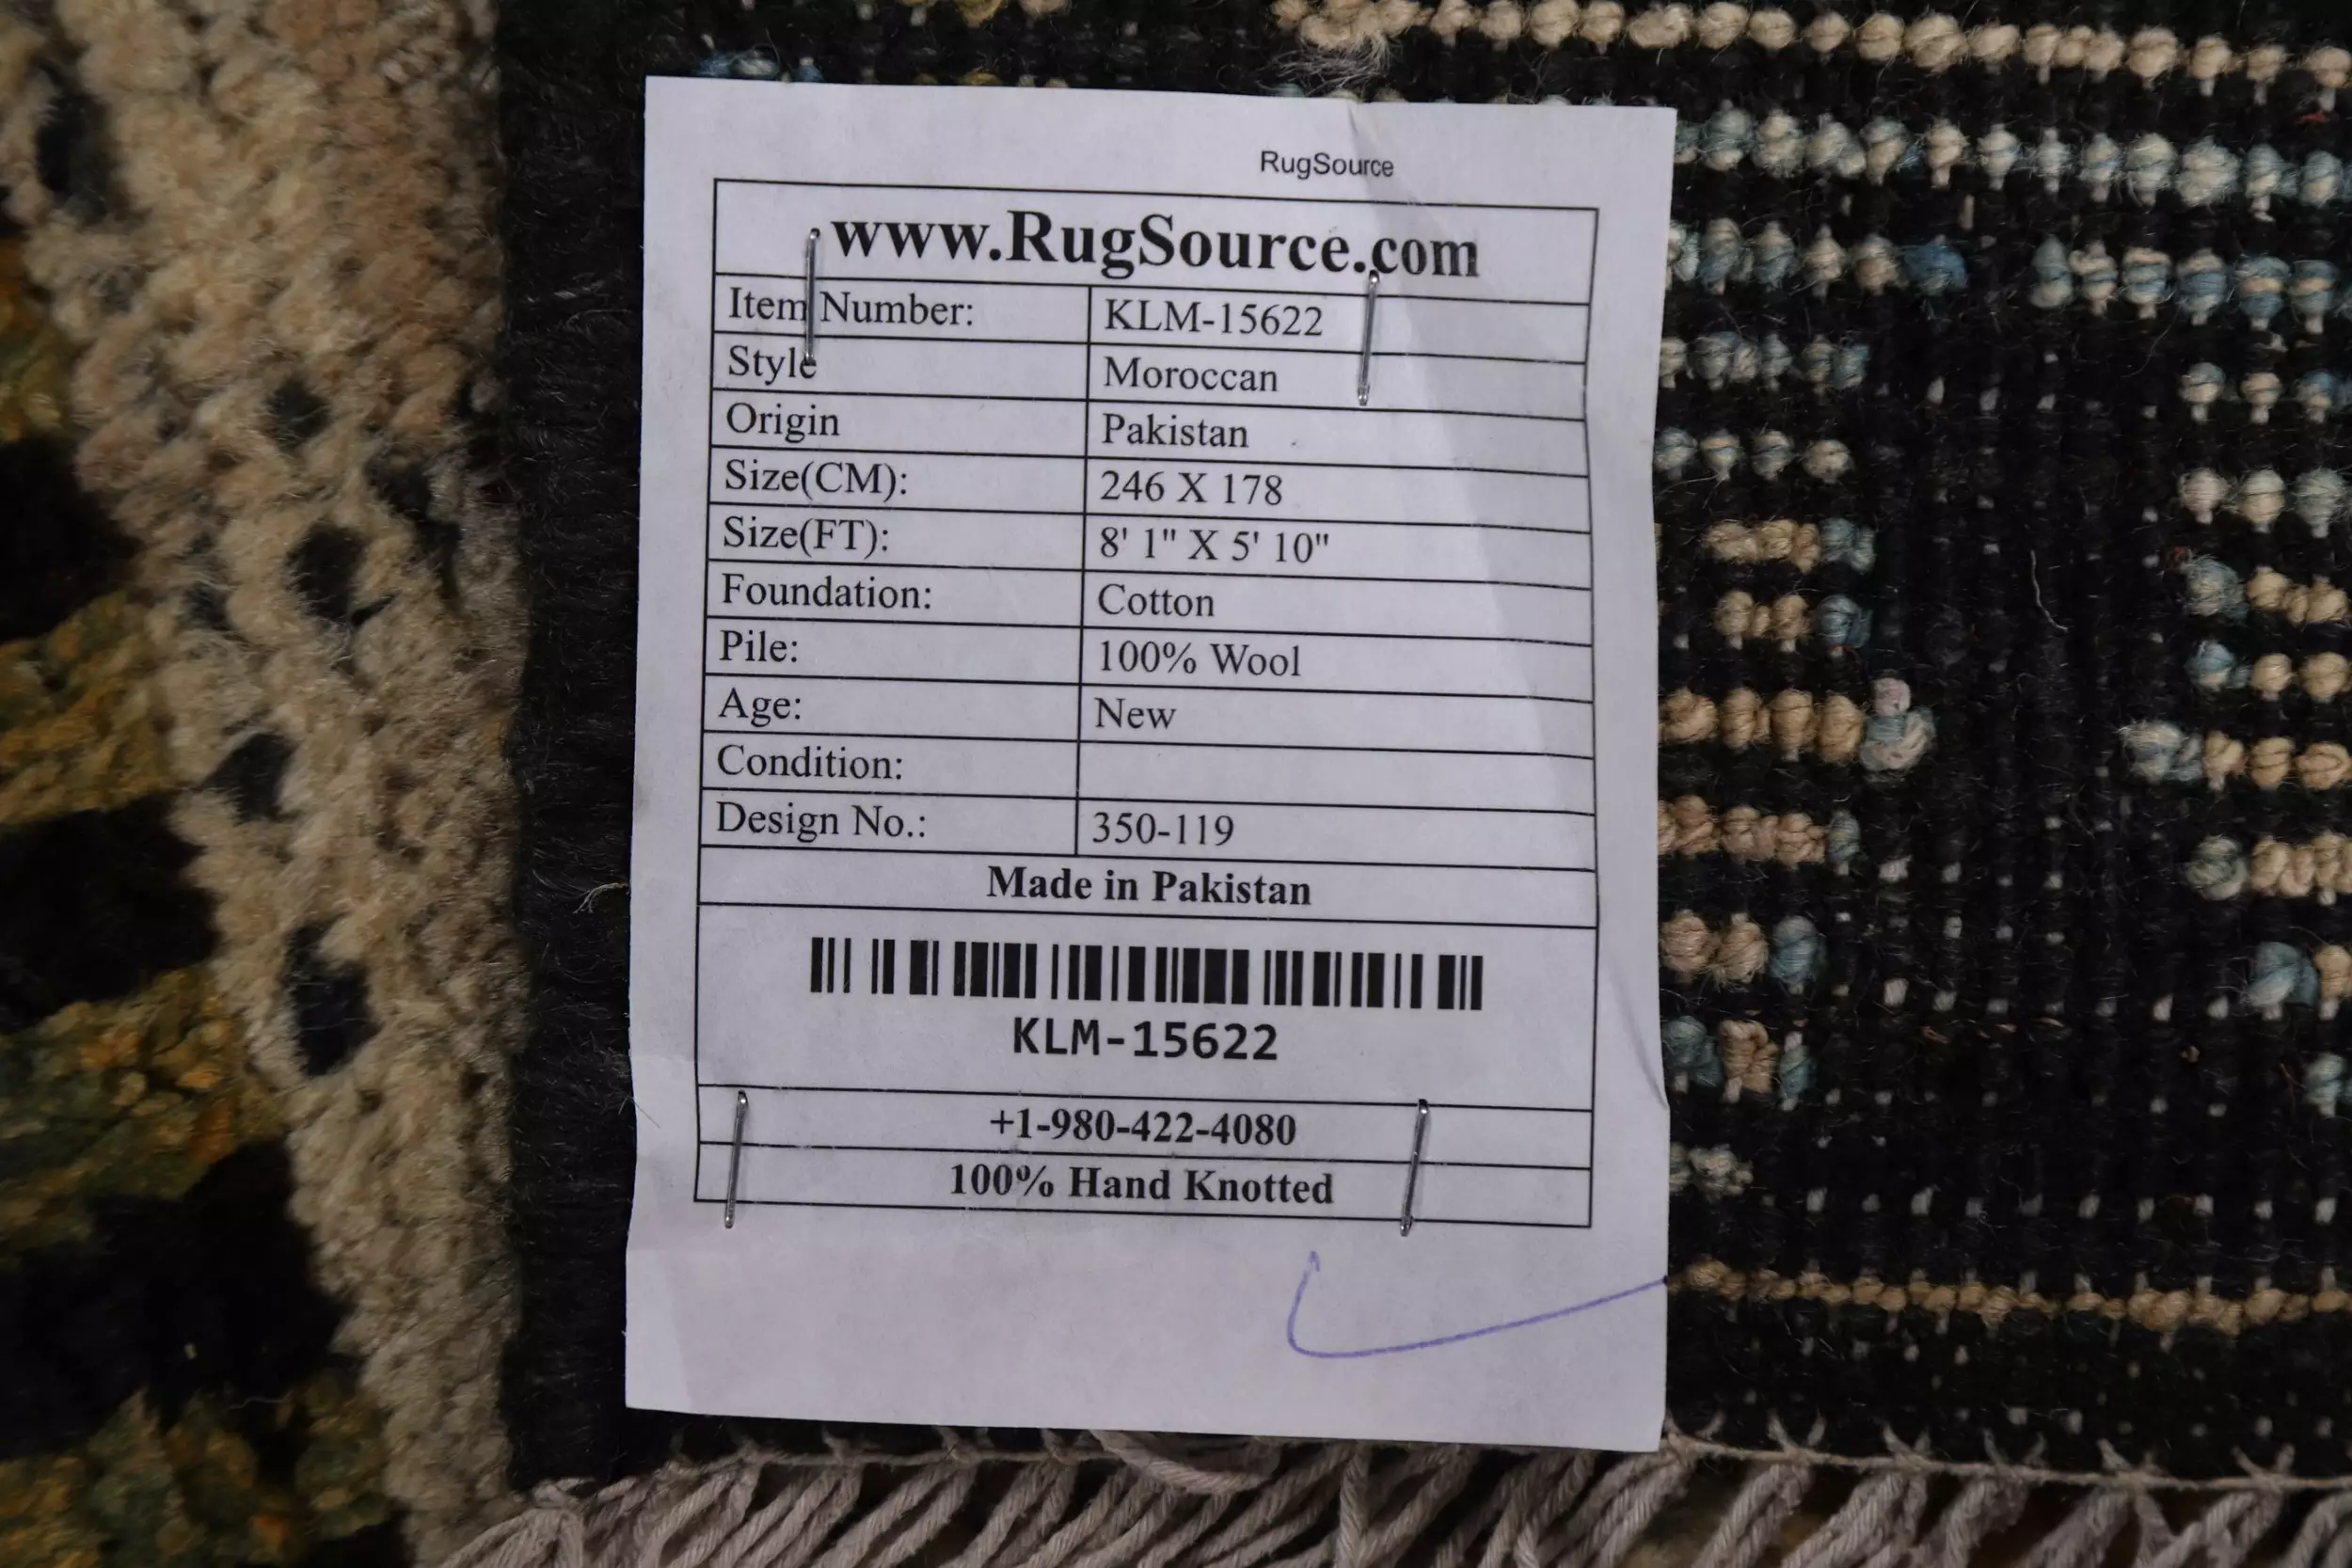 RugSource
www.RugSource.com
Item Number: KLM-15622
Style Moroccan
Origin Pakistan
Size(CM): 246 X 178
Size(FT): 8' 1" X 5' 10"
Foundation: Cotton
Pile: 100% Wool
Age: New
Condition:
Design No.: 350-119
Made in Pakistan
KLM-15622
+1-980-422-4080
100% Hand Knotted